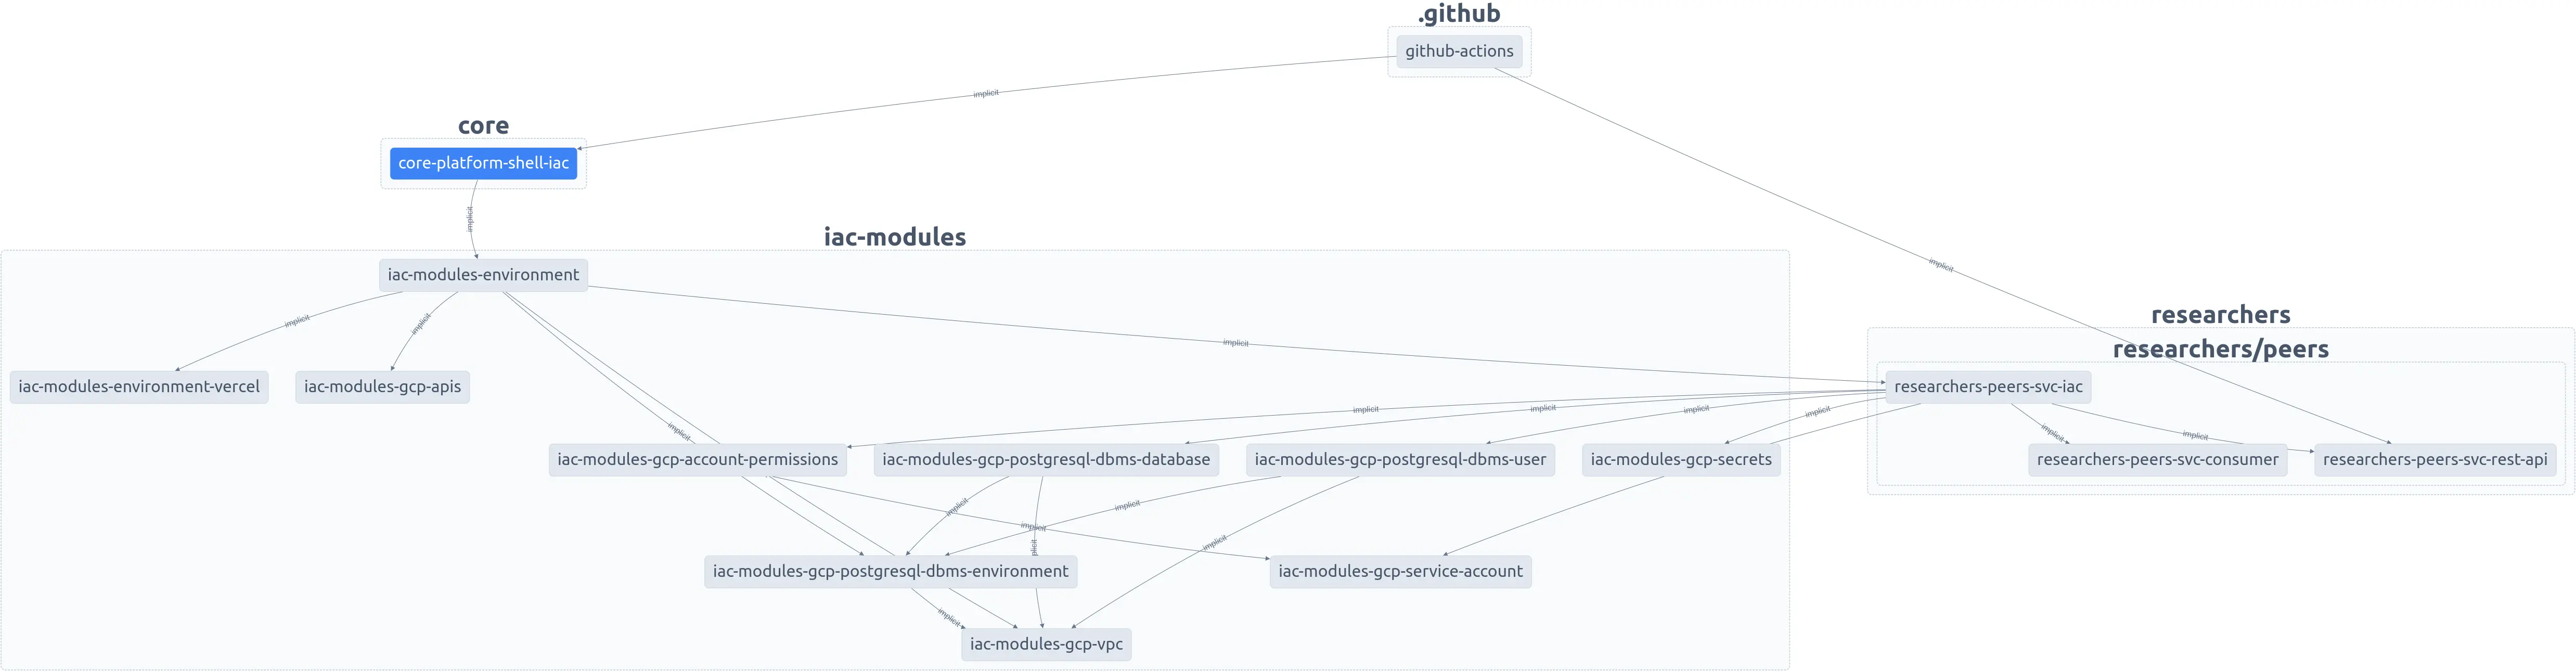 .github
github-actions
implicit
core
core-platform-shell-iac
implicit
iac-modules
iac-modules-environment
implicit
researchers
implicit
implicit
implicit
researchers/peers
iac-modules-environment-vercel
iac-modules-gcp-apis
researchers-peers-svc-iac
implicit
implicit
implicit
implicit
implicit
implicit
implicit
iac-modules-gcp-account-permissions
iac-modules-gcp-postgresql-dbms-database
iac-modules-gcp-postgresql-dbms-user
iac-modules-gcp-secrets
researchers-peers-svc-consumer
researchers-peers-svc-rest-api
implicit
implicit
implicit
implicit
iac-modules-gcp-postgresql-dbms-environment
iac-modules-gcp-service-account
implicit
iac-modules-gcp-vpc